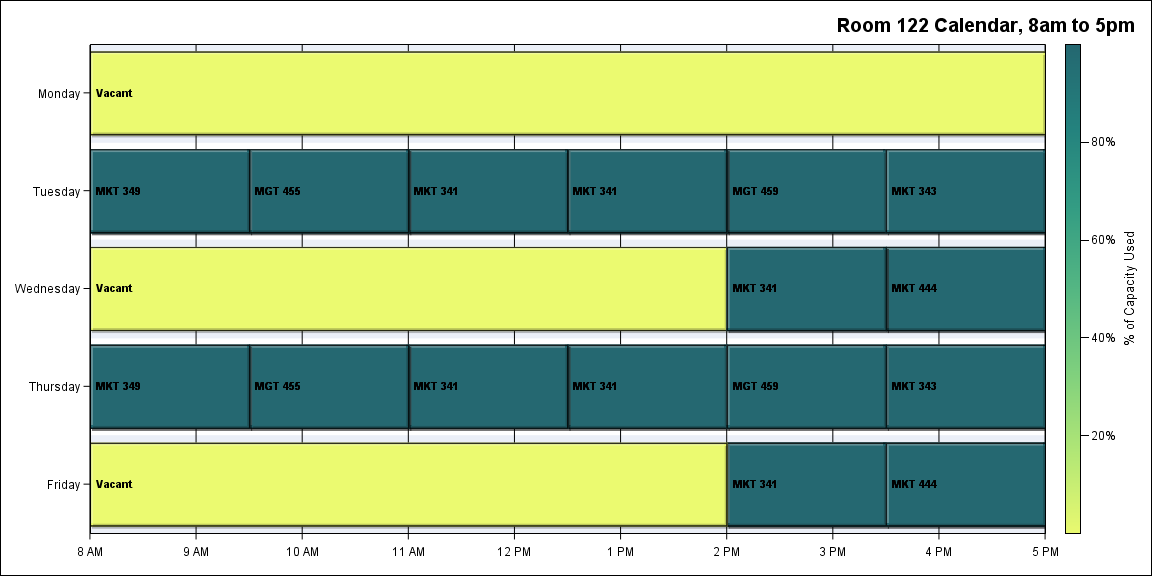 Room 122 Calendar, 8am to 5pm
Monday
Vacant
Tuesday
MKT 349
MGT 455
MKT 341
MKT 341
MGT 459
MKT 343
Wednesday
Vacant
MKT 341
MKT 444
Thursday
MKT 349
MGT 455
MKT 341
MKT 341
MGT 459
MKT 343
Friday
Vacant
MKT 341
MKT 444
8 AM
9 AM
10 AM
11 AM
12 PM
1 PM
2 PM
3 PM
4 PM
5 PM
80%
60%
40%
20%
% of Capacity Used